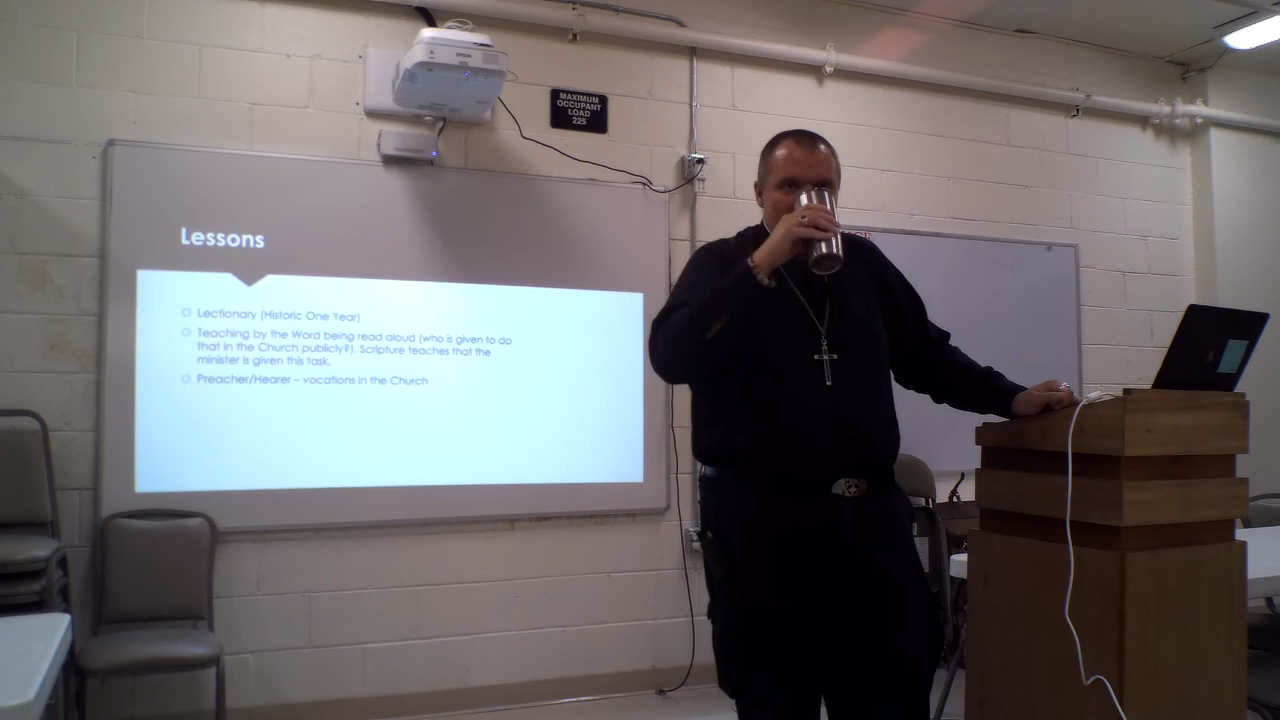 EPSON
MAXIMUM
OCCUPANT
LOAD
225
Lessons
Lectionary (Historic One Year)
Teaching by the Word being read aloud (who is given to do
that in the Church publicly?). Scripture teaches that the
minister is given this task.
Preacher/Hearer – vocations in the Church